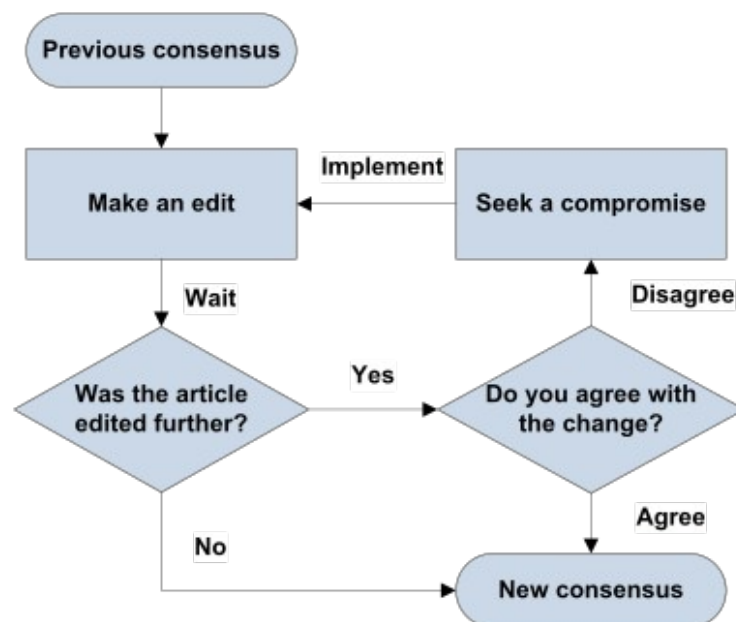 Previous consensus
Implement
Make an edit
Seek a compromise
Wait
Disagree
Was the article
edited further?
Yes
Do you agree with
the change?
No
Agree
New consensus